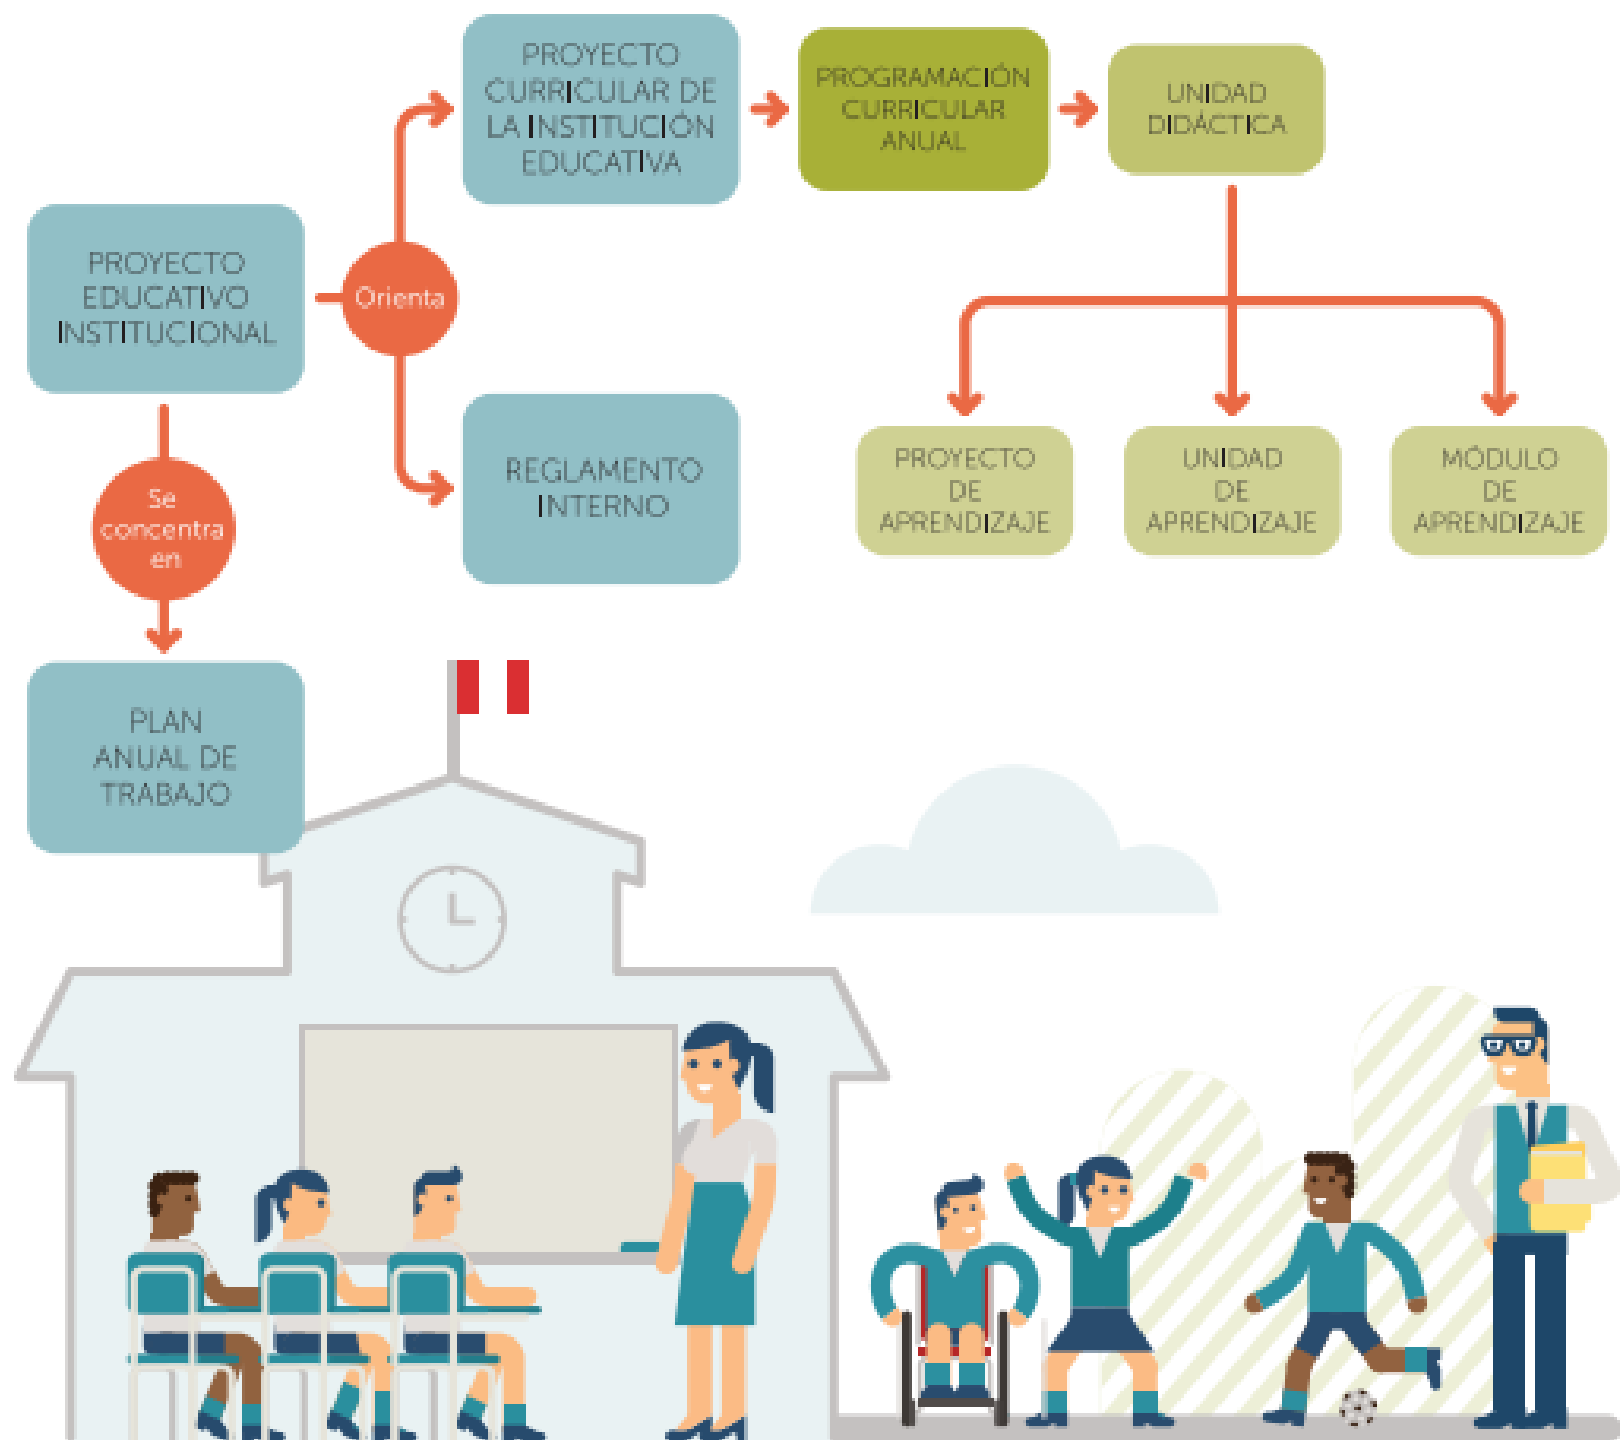 PROYECTO
CURRICULAR DE
LA INSTITUCIÓN
EDUCATIVA
PROGRAMACIÓN
CURRICULAR
ANUAL
UNIDAD
DIDÁCTICA
PROYECTO
EDUCATIVO
INSTITUCIONAL
Orienta
REGLAMENTO
INTERNO
PROYECTO
DE
APRENDIZAJE
UNIDAD
DE
APRENDIZAJE
MÓDULO
DE
APRENDIZAJE
Se
concentra
en
PLAN
ANUAL DE
TRABAJO